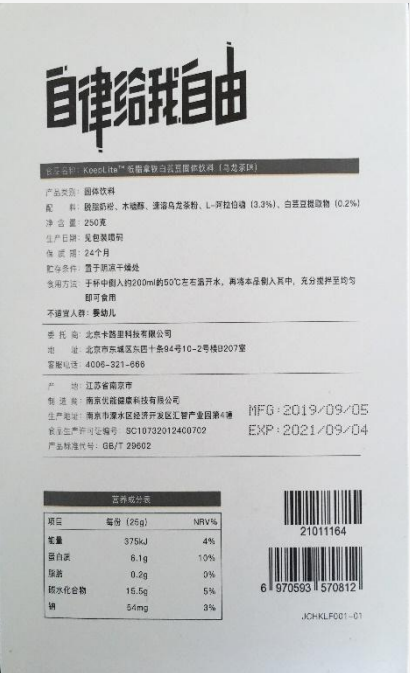 自律给我自由
食品名称：KeepLite™ 低脂拿铁白芸豆固体饮料（乌龙茶味）
产品类别：固体饮料
配 料：脱脂奶粉、木糖醇、速溶乌龙茶粉、L-阿拉伯糖（3.3%）、白芸豆提取物（0.2%）
净 含 量：250克
生产日期：见包装喷码
保 质 期：24个月
贮存条件：置于阴凉干燥处
食用方法：于杯中倒入约200ml的50℃左右温开水，再将本品倒入其中，充分搅拌至均匀
即可食用
不适宜人群：婴幼儿
委 托 商：北京卡路里科技有限公司
地 址：北京市东城区东四十条94号10-2号楼B207室
客服电话：4006-321-666
产 地：江苏省南京市
制 造 商：南京优能健康科技有限公司
生产地址：南京市溧水区经济开发区汇智产业园第4幢
食品生产许可证编号 SC10732012400702
产品标准代号：GB/T 29602
MFG:2019/09/05
EXP:2021/09/04
营养成分表
项目 每份 (25g) NRV%
能量 375kJ 4%
蛋白质 6.1g 10%
脂肪 0.2g 0%
碳水化合物 15.5g 5%
钠 54mg 3%
21011164
6 970593 570812
JCHKLF001-01